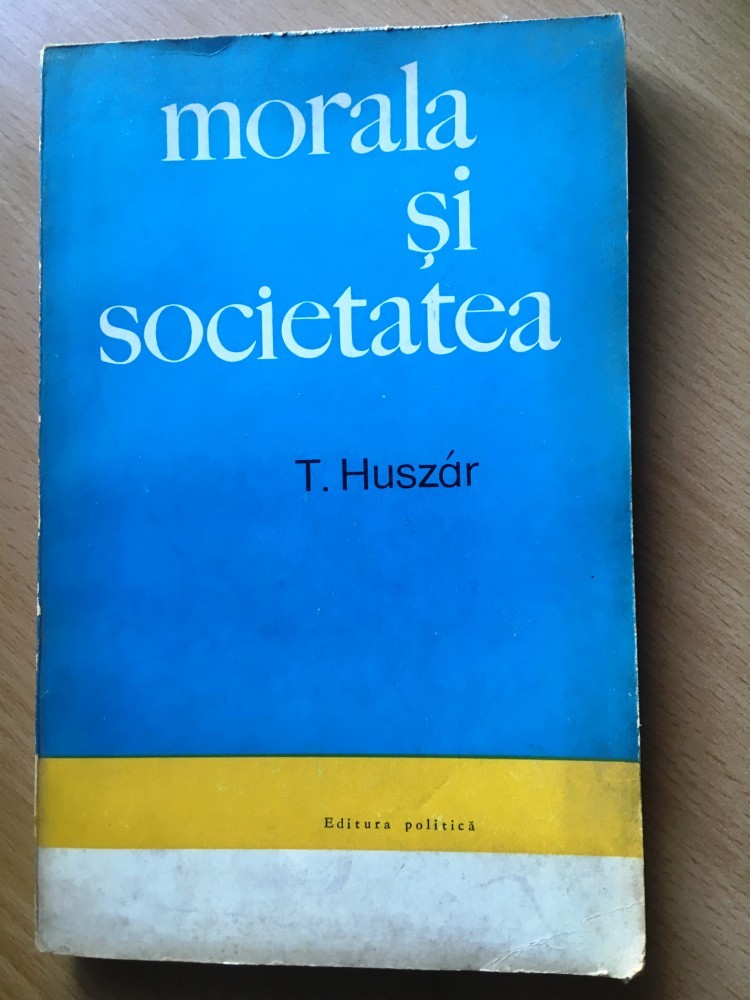 morala
și
societatea
T. Huszár
Editura politică